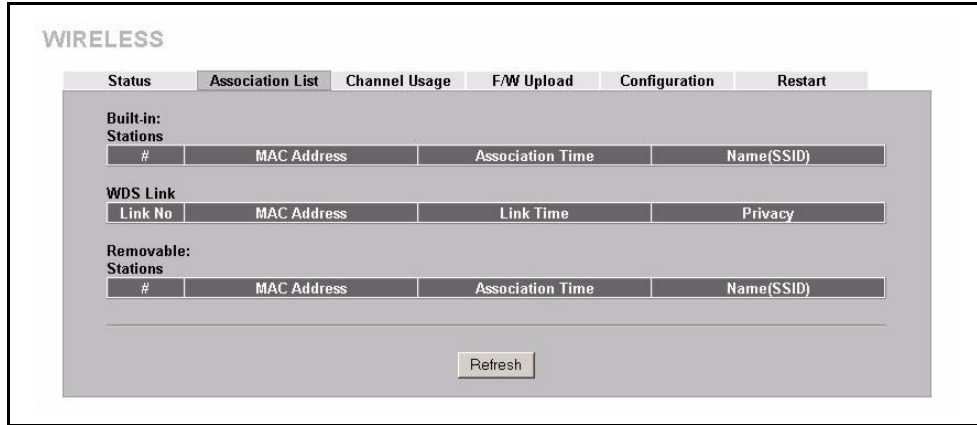 WIRELESS
Status Association List Channel Usage F/W Upload Configuration Restart
Built-in:
Stations
# MAC Address Association Time Name(SSID)
WDS Link
Link No MAC Address Link Time Privacy
Removable:
Stations
# MAC Address Association Time Name(SSID)
Refresh